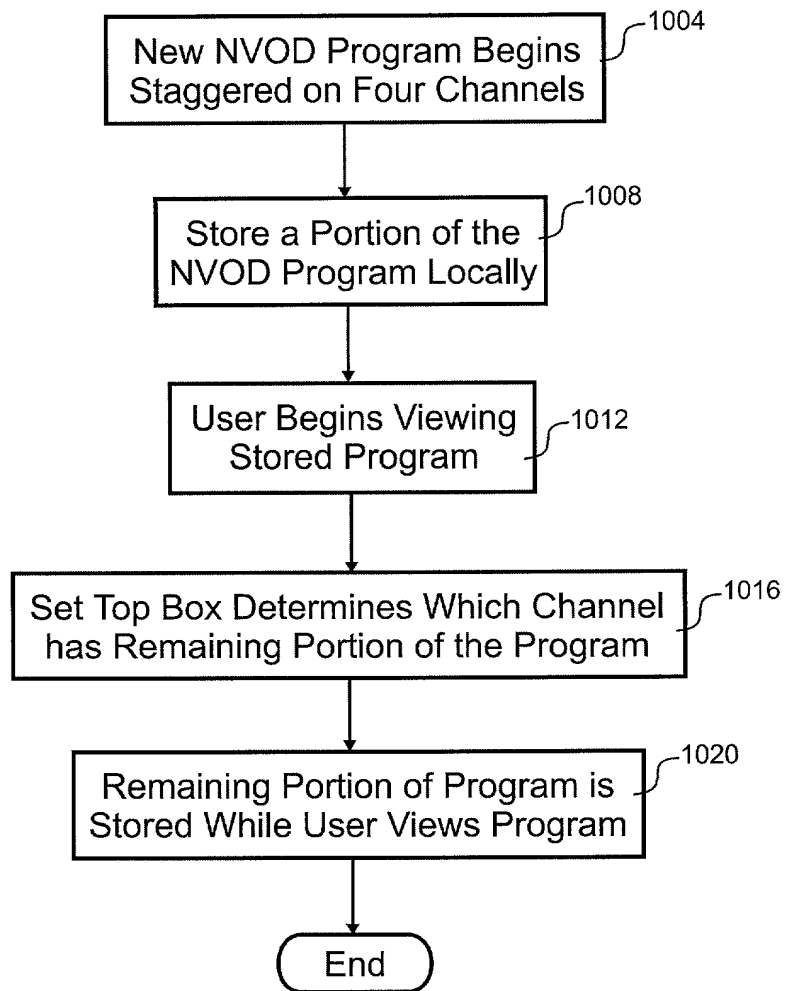 New NVOD Program Begins
Staggered on Four Channels
1004
Store a Portion of the
NVOD Program Locally
1008
User Begins Viewing
Stored Program
1012
Set Top Box Determines Which Channel
has Remaining Portion of the Program
1016
Remaining Portion of Program is
Stored While User Views Program
1020
End